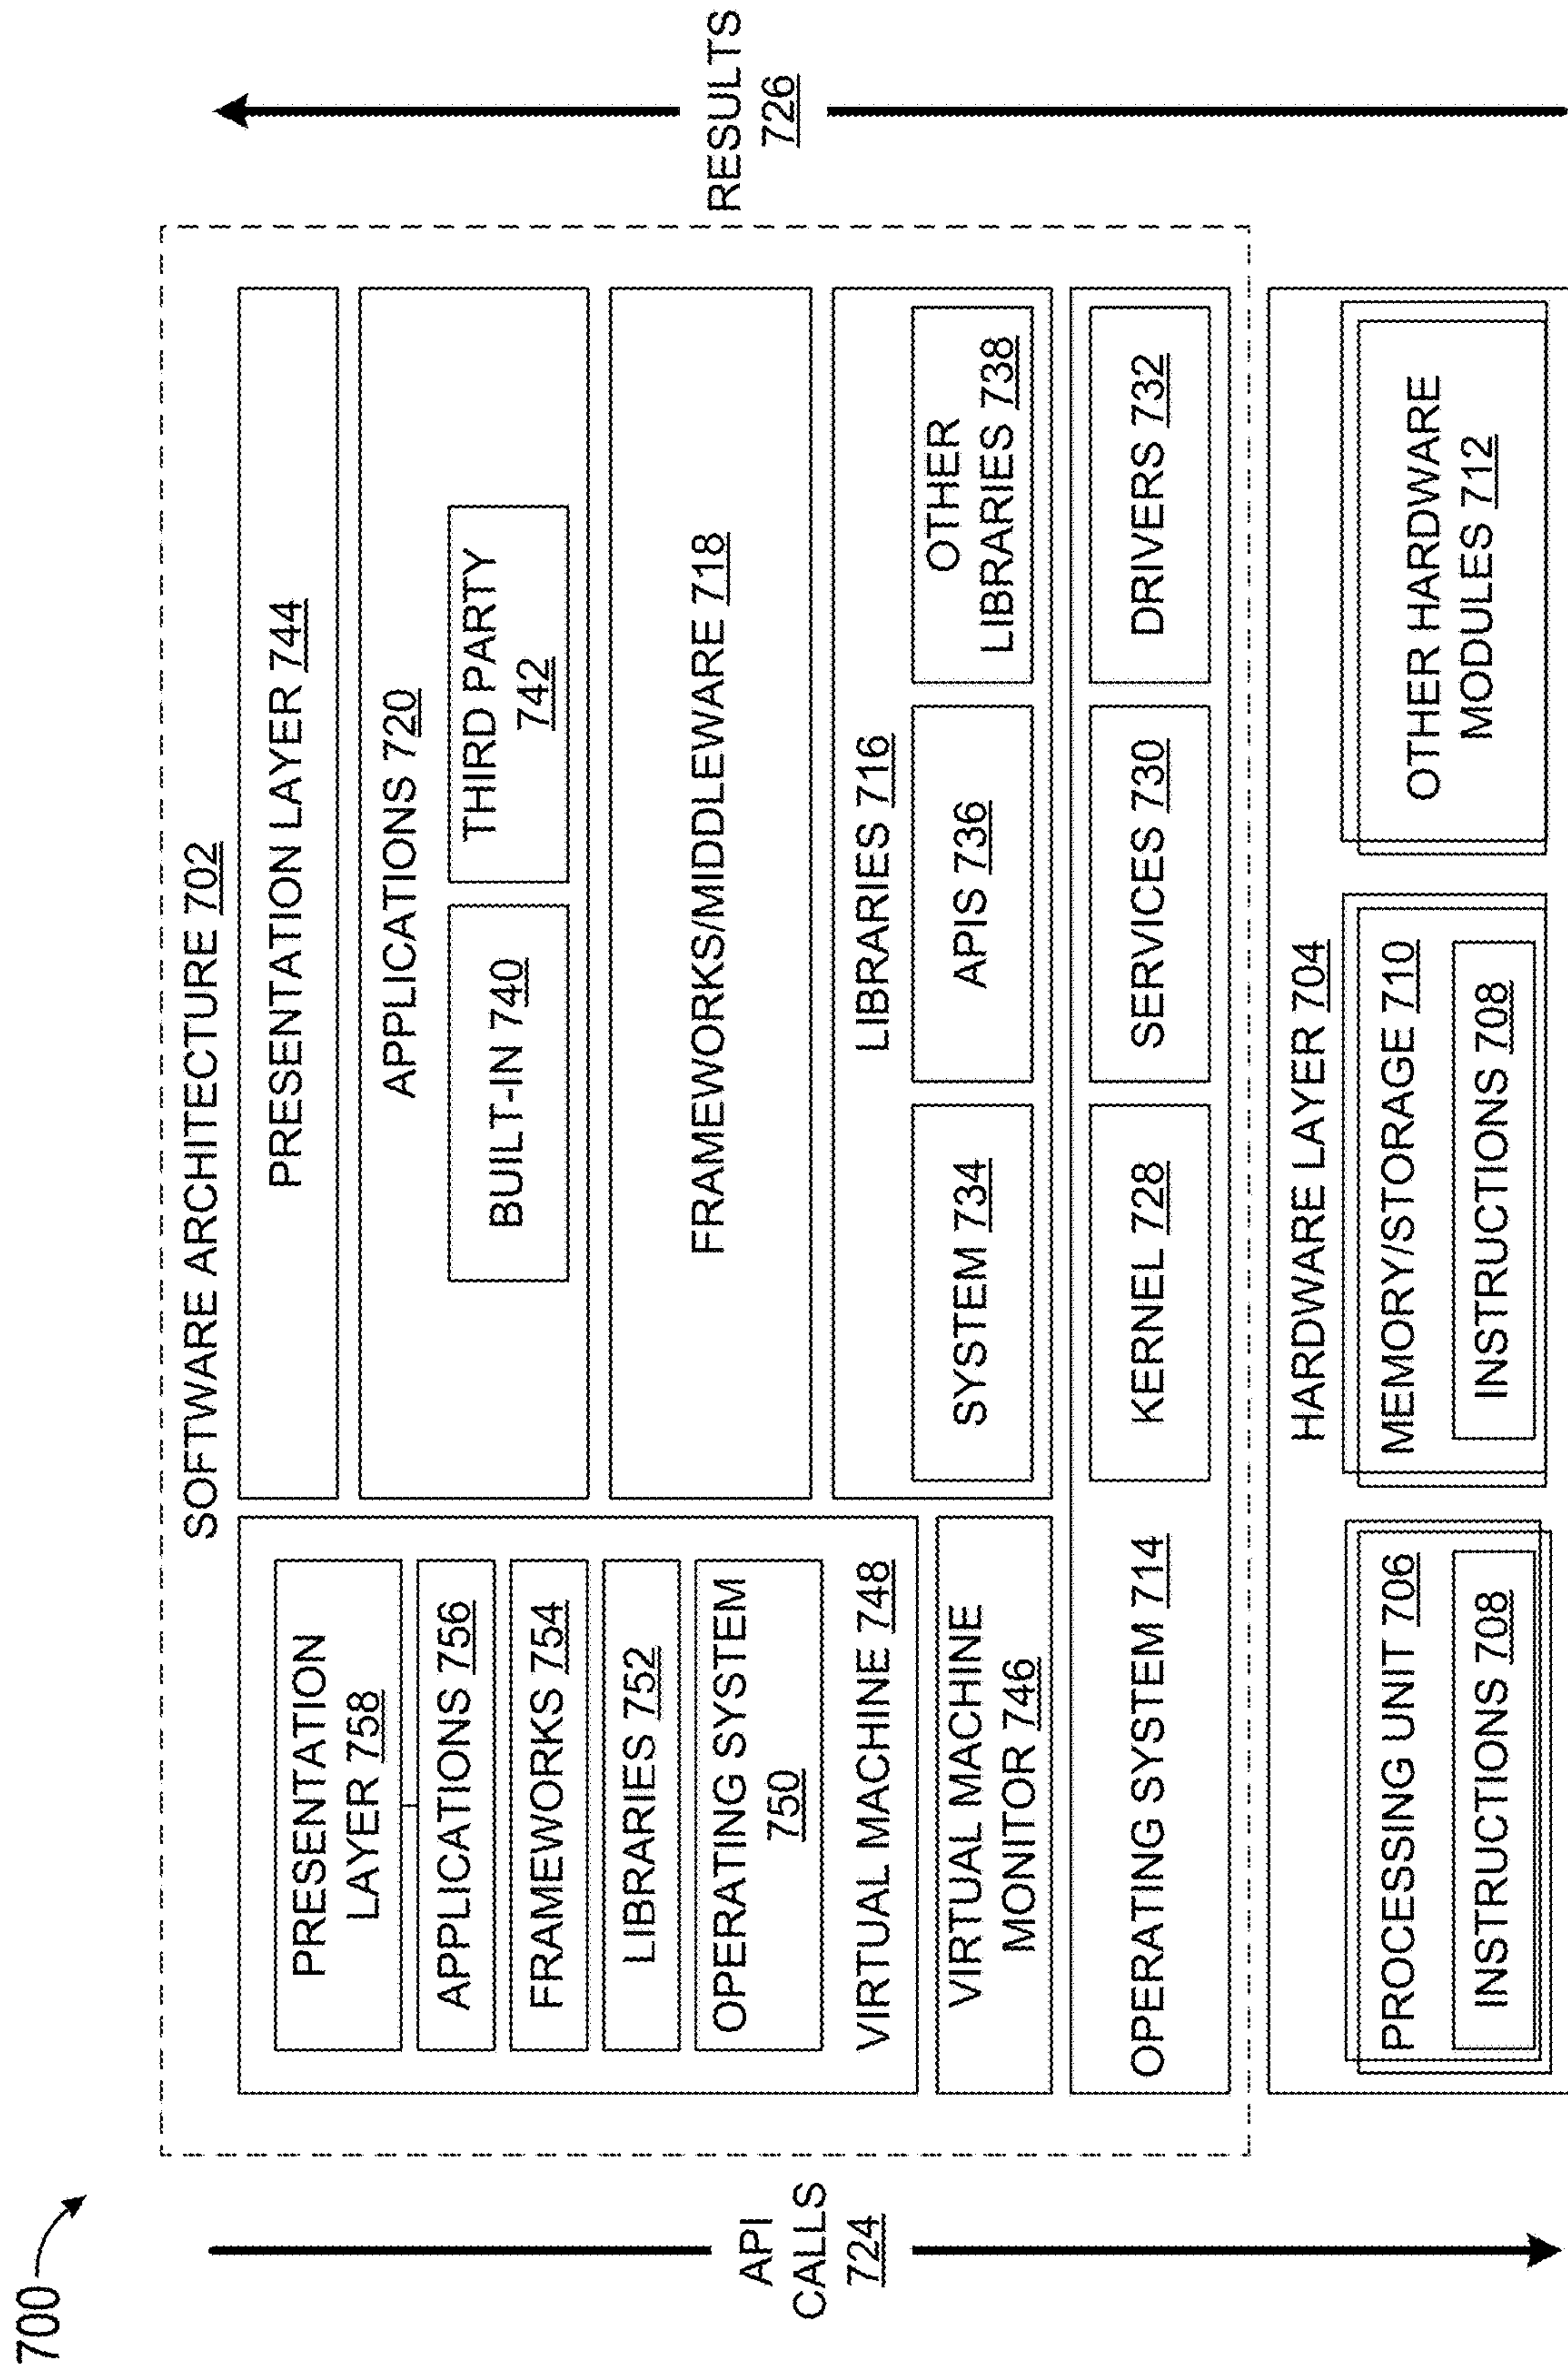 700
SOFTWARE ARCHITECTURE 702
PRESENTATION
LAYER 758
APPLICATIONS 756
FRAMEWORKS 754
LIBRARIES 752
OPERATING SYSTEM
750
VIRTUAL MACHINE 748
VIRTUAL MACHINE
MONITOR 746
PRESENTATION LAYER 744
APPLICATIONS 720
BUILT-IN 740
THIRD PARTY
742
FRAMEWORKS/MIDDLEWARE 718
LIBRARIES 716
SYSTEM 734
APIS 736
OTHER
LIBRARIES 738
OPERATING SYSTEM 714
KERNEL 728
SERVICES 730
DRIVERS 732
HARDWARE LAYER 704
PROCESSING UNIT 706
INSTRUCTIONS 708
MEMORY/STORAGE 710
INSTRUCTIONS 708
OTHER HARDWARE
MODULES 712
API
CALLS
724
RESULTS
726